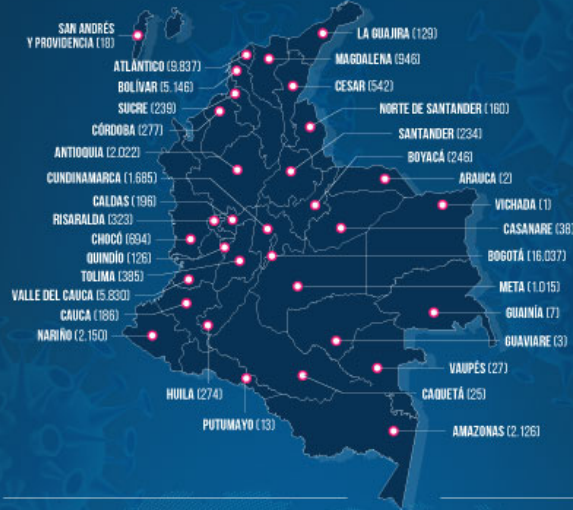 SAN ANDRÉS
Y PROVIDENCIA (18)
ATLÁNTICO (9.837)
BOLÍVAR (5.146)
SUCRE (239)
CÓRDOBA (277)
ANTIOQUIA (2.022)
CUNDINAMARCA (1.685)
CALDAS (196)
RISARALDA (323)
CHOCÓ (694)
QUINDÍO (126)
TOLIMA (385)
VALLE DEL CAUCA (5.830)
CAUCA (186)
NARIÑO (2.150)
HUILA (274)
PUTUMAYO (13)
LA GUAJIRA (129)
MAGDALENA (946)
CESAR (542)
NORTE DE SANTANDER (160)
SANTANDER (234)
BOYACÁ (246)
ARAUCA (2)
VICHADA (1)
CASANARE (38)
BOGOTÁ (16.037)
META (1.015)
GUAINÍA (7)
GUAVIARE (3)
VAUPÉS (27)
CAQUETÁ (25)
AMAZONAS (2.126)